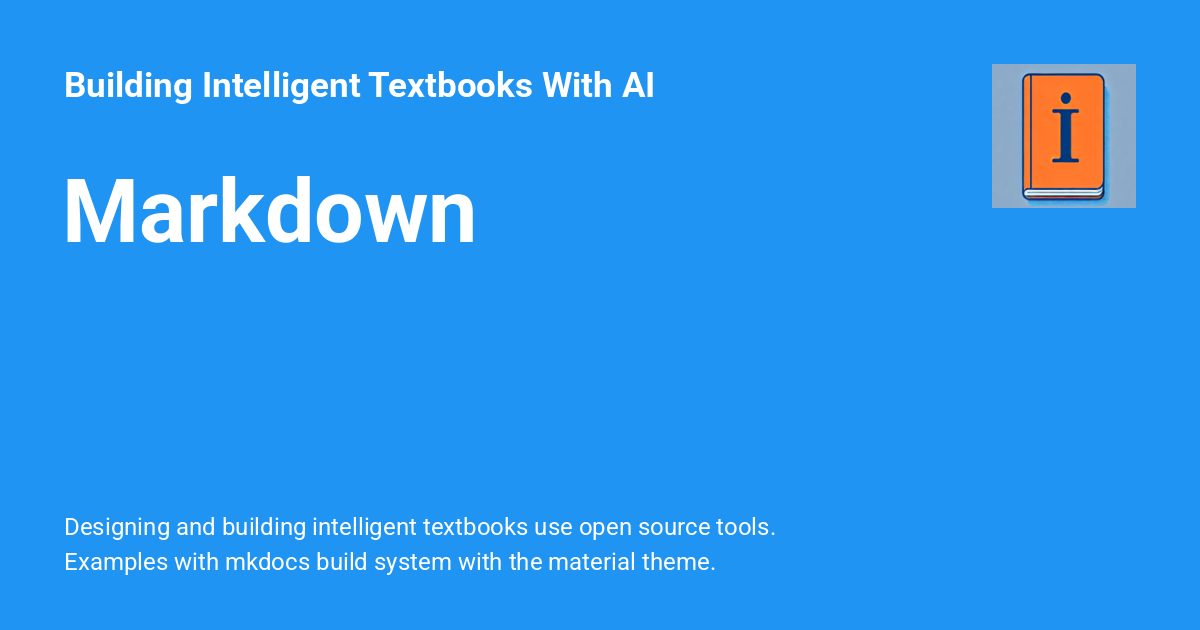 Building Intelligent Textbooks With AI
i
Markdown
Designing and building intelligent textbooks use open source tools.
Examples with mkdocs build system with the material theme.